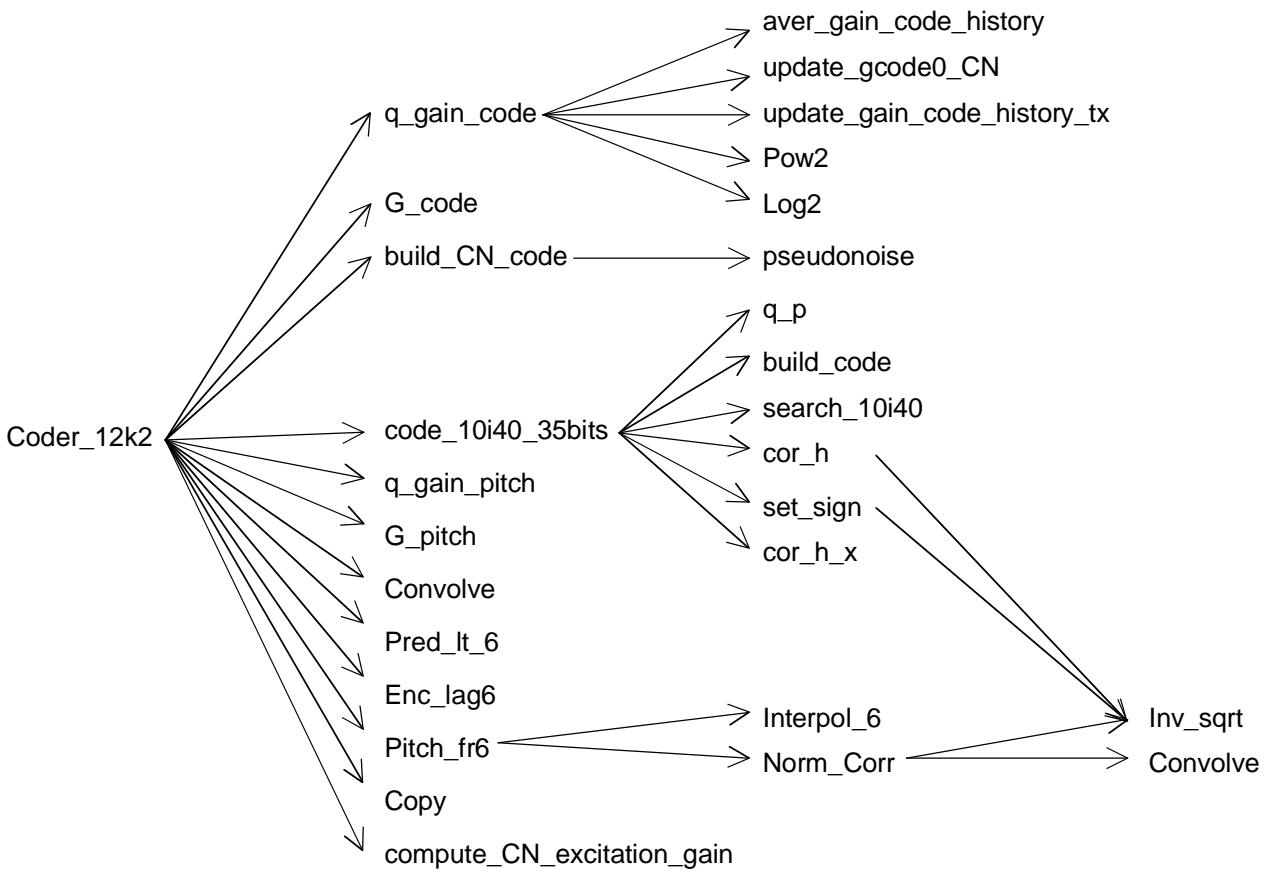 aver_gain_code_history
update_gcode0_CN
q_gain_code
update_gain_code_history_tx
Pow2
Log2
G_code
build_CN_code
pseudonoise
q_p
build_code
search_10i40
Coder_12k2
code_10i40_35bits
cor_h
q_gain_pitch
set_sign
G_pitch
cor_h_x
Convolve
Pred_lt_6
Enc_lag6
Interpol_6
Inv_sqrt
Pitch_fr6
Norm_Corr
Convolve
Copy
compute_CN_excitation_gain